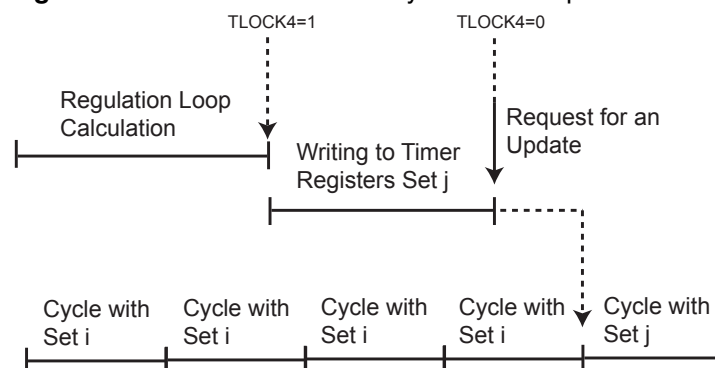 TLOCK4=1
TLOCK4=0
Regulation Loop
Calculation
Request for an
Update
Writing to Timer
Registers Set j
Cycle with
Set i
Cycle with
Set i
Cycle with
Set i
Cycle with
Set i
Cycle with
Set j